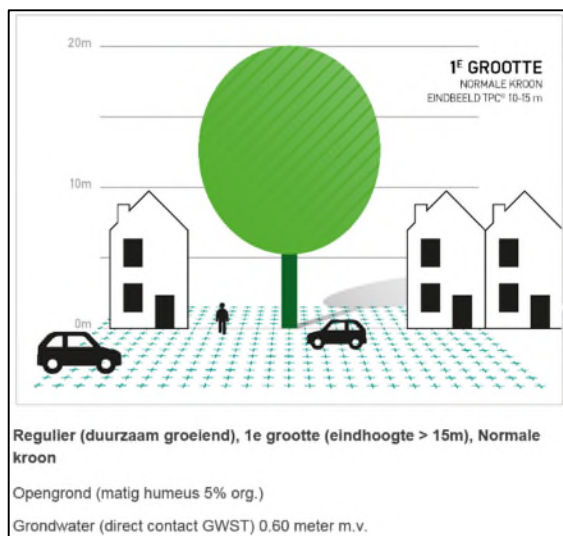 20m
1E GROOTTE
NORMALE KROON
EINDBEELD TPC® 10-15 m
10m
0m
Regulier (duurzaam groeiend), 1e grootte (eindhoogte > 15m), Normale
kroon
Opengrond (matig humeus 5% org.)
Grondwater (direct contact GWST) 0.60 meter m.v.